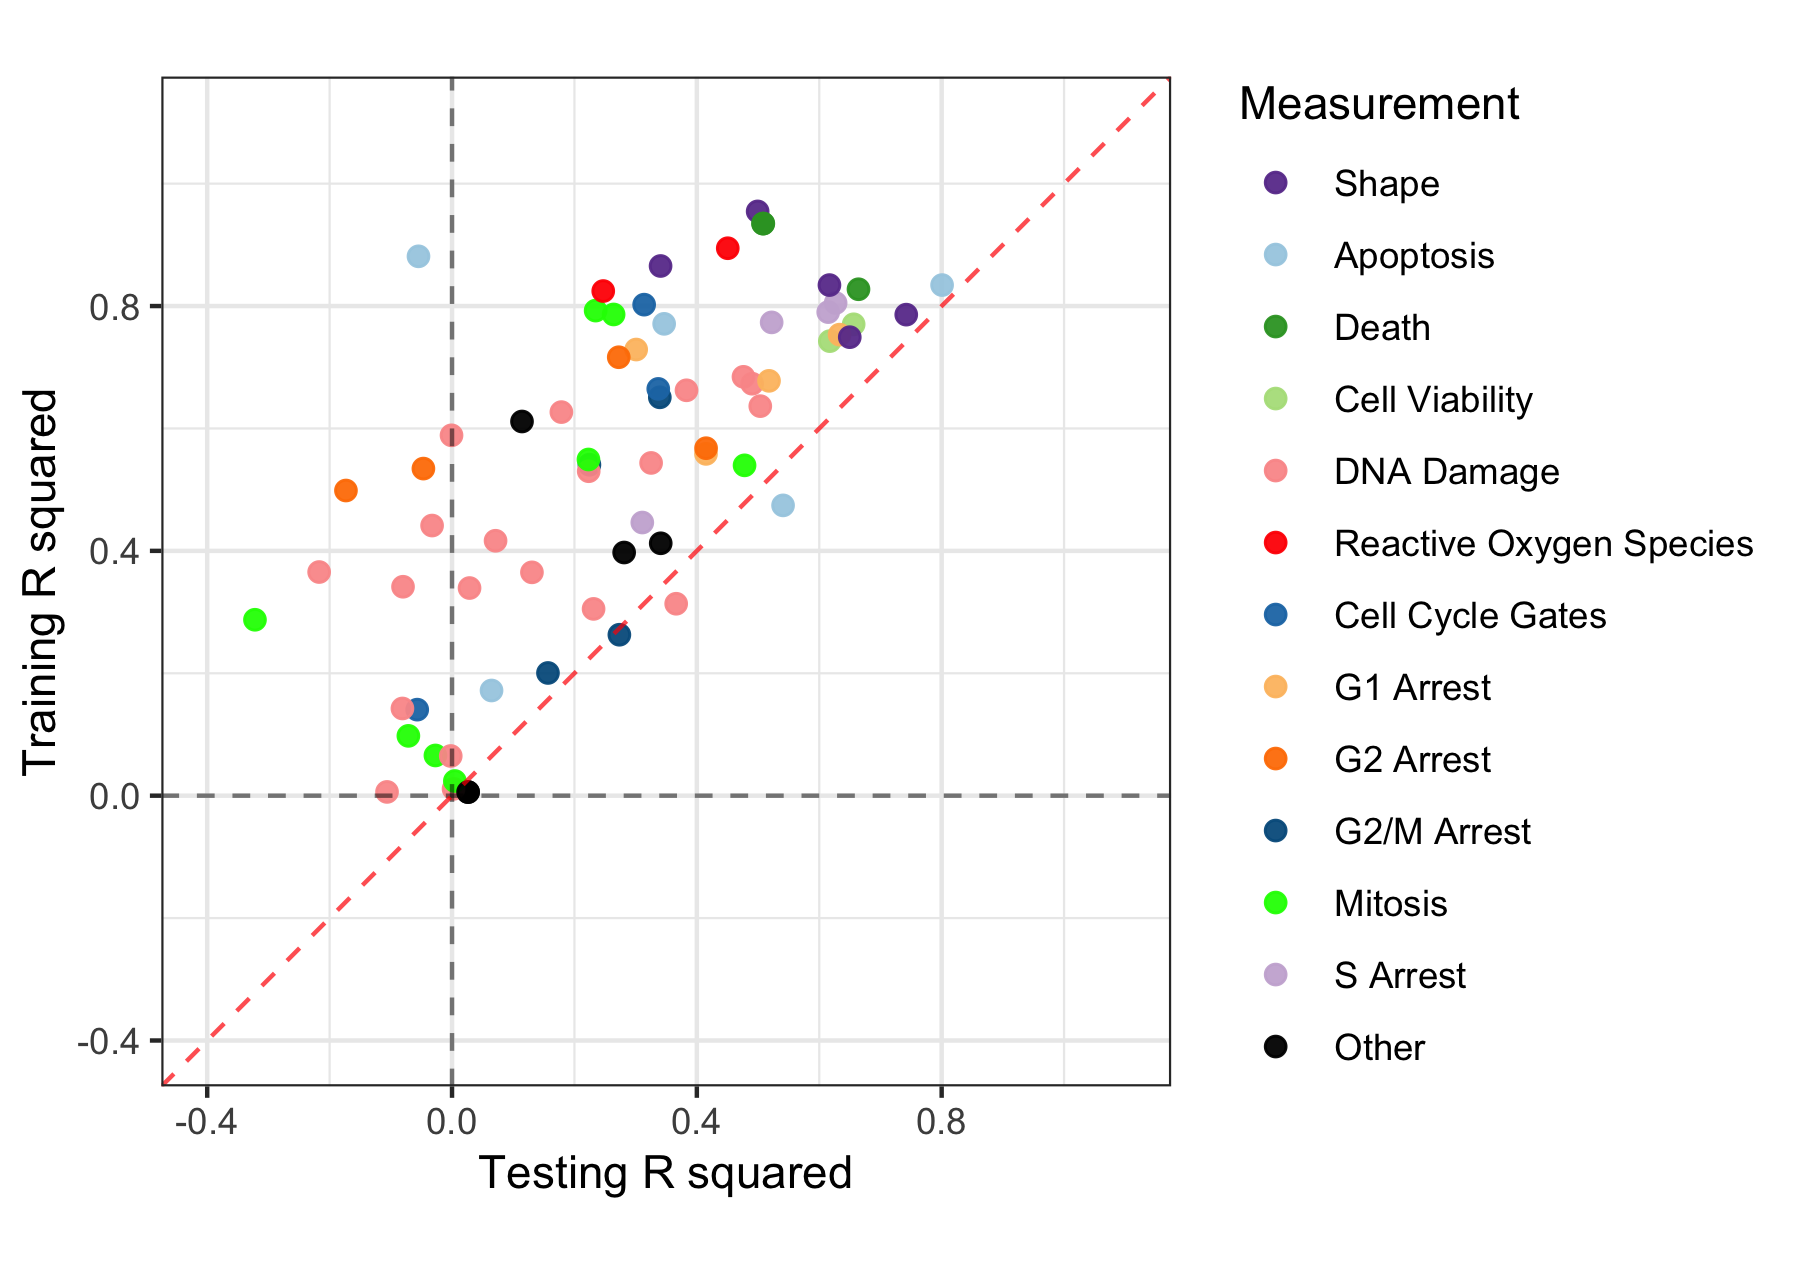 Measurement
Shape
Apoptosis
Death
Cell Viability
DNA Damage
Reactive Oxygen Species
Cell Cycle Gates
G1 Arrest
G2 Arrest
G2/M Arrest
Mitosis
S Arrest
Other
Training R squared
0.8
0.4
0.0
-0.4
-0.4
0.0
0.4
0.8
Testing R squared